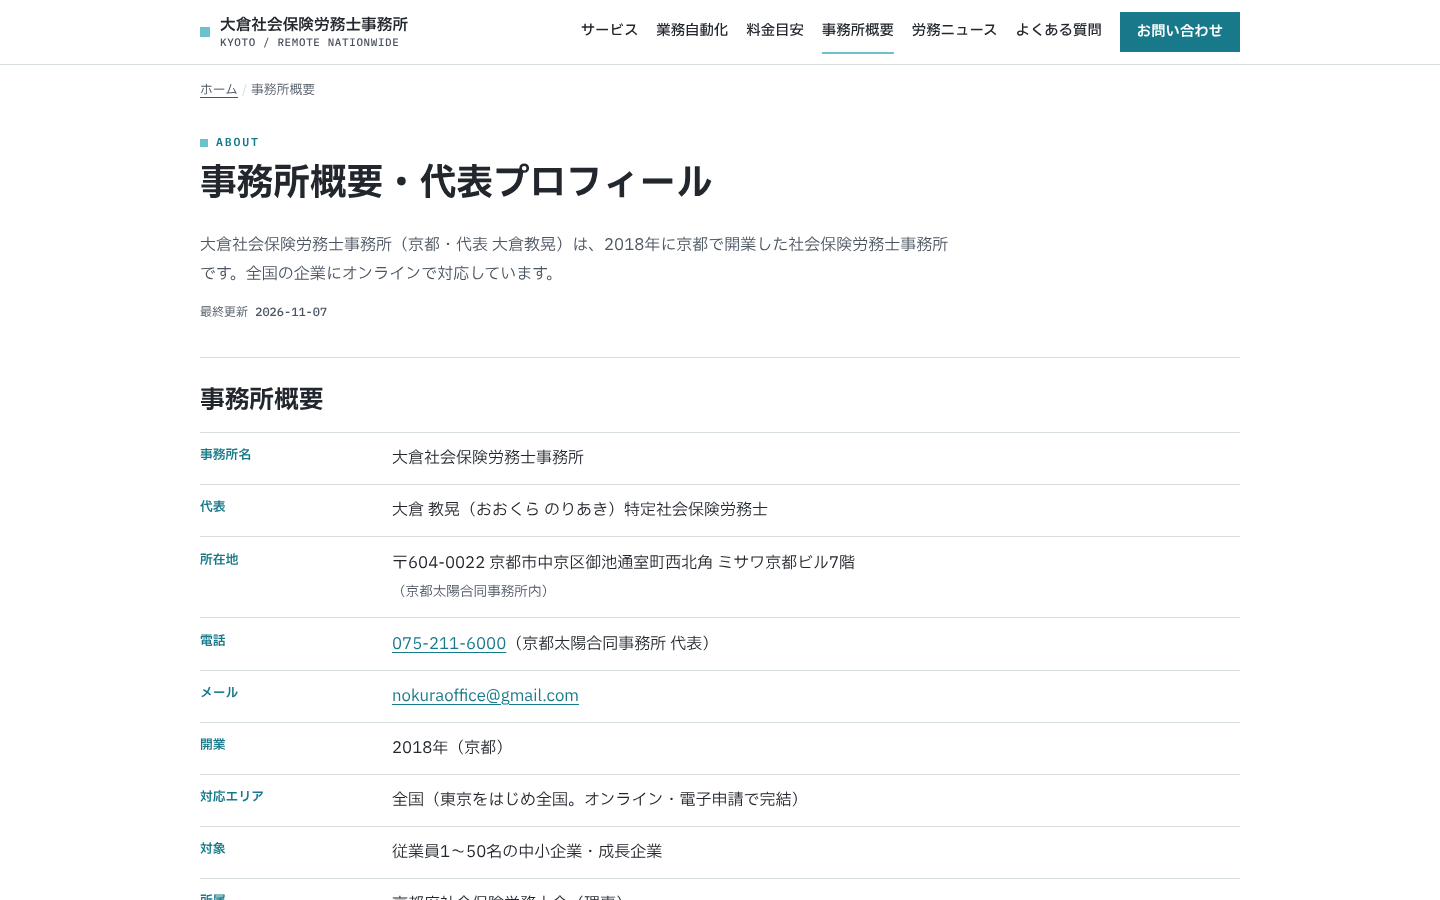 大倉社会保険労務士事務所
KYOTO / REMOTE NATIONWIDE
サービス 業務自動化 料金目安 事務所概要 労務ニュース よくある質問 お問い合わせ
ホーム / 事務所概要
ABOUT
事務所概要・代表プロフィール
大倉社会保険労務士事務所（京都・代表 大倉教晃）は、2018年に京都で開業した社会保険労務士事務所
です。全国の企業にオンラインで対応しています。
最終更新 2026-11-07
事務所概要
事務所名 大倉社会保険労務士事務所
代表 大倉 教晃（おおくら のりあき）特定社会保険労務士
所在地 〒604-0022 京都市中京区御池通室町西北角 ミサワ京都ビル7階
（京都太陽合同事務所内）
電話 075-211-6000（京都太陽合同事務所 代表）
メール nokuraoffice@gmail.com
開業 2018年（京都）
対応エリア 全国（東京をはじめ全国。オンライン・電子申請で完結）
対象 従業員1〜50名の中小企業・成長企業